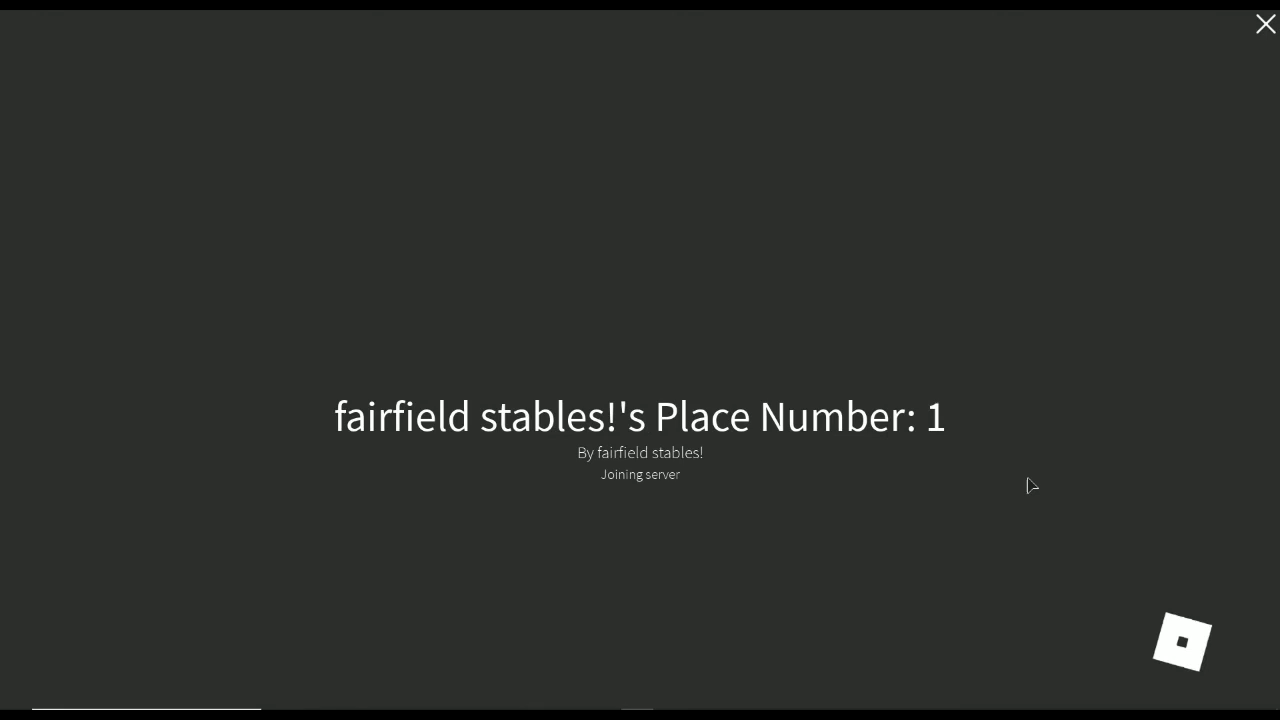 fairfield stables!'s Place Number: 1
By fairfield stables!
Joining server